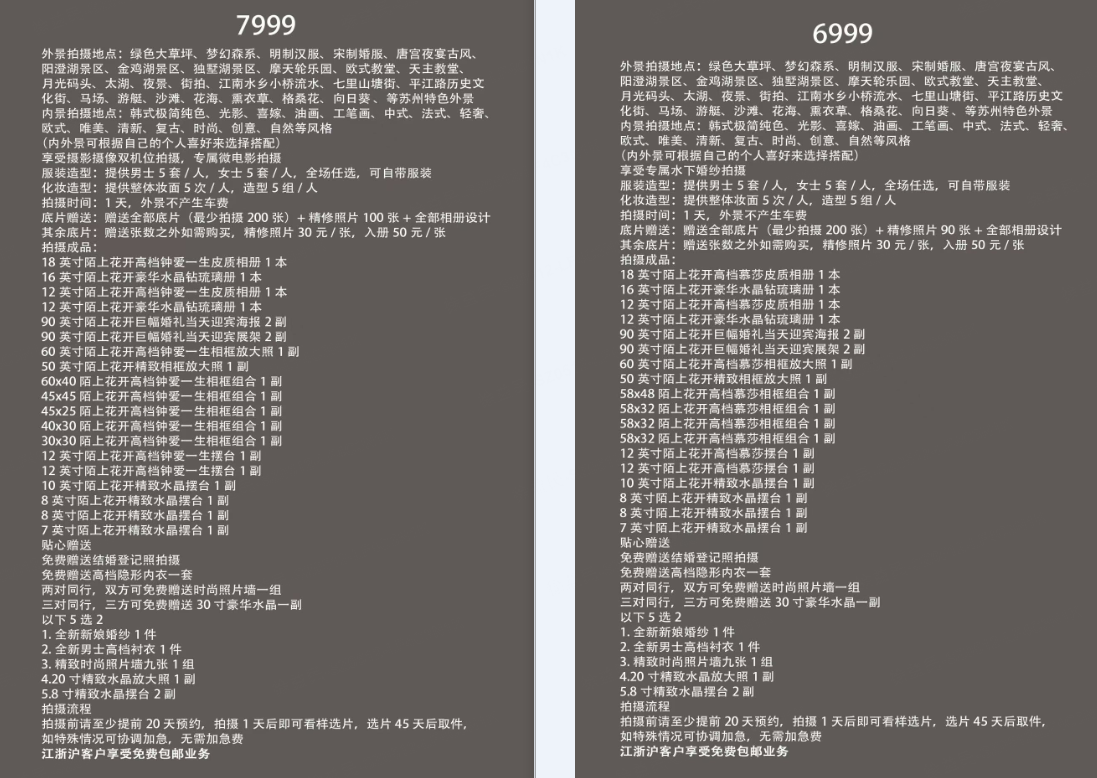 7999
外景拍摄地点：绿色大草坪、梦幻森系、明制汉服、宋制婚服、唐宫夜宴古风、
阳澄湖景区、金鸡湖景区、独墅湖景区、摩天轮乐园、欧式教堂、天主教堂、
月光码头、太湖、夜景、街拍、江南水乡小桥流水、七里山塘街、平江路历史文
化街、马场、游艇、沙滩、花海、薰衣草、格桑花、向日葵、等苏州特色外景
内景拍摄地点：韩式极简纯色、光影、喜嫁、油画、工笔画、中式、法式、轻奢、
欧式、唯美、清新、复古、时尚、创意、自然等风格
（内外景可根据自己的个人喜好来选择搭配）
享受摄影摄像双机位拍摄，专属微电影拍摄
服装造型：提供男士 5 套 / 人，女士 5 套 / 人，全场任选，可自带服装
化妆造型：提供整体妆面 5 次 / 人，造型 5 组 / 人
拍摄时间：1 天，外景不产生车费
底片赠送：赠送全部底片（最少拍摄 200 张）+ 精修照片 100 张 + 全部相册设计
其余底片：赠送张数之外如需购买，精修照片 30 元 / 张，入册 50 元 / 张
拍摄成品：
18 英寸陌上花开高档钟爱一生皮质相册 1 本
16 英寸陌上花开豪华水晶钻琉璃册 1 本
12 英寸陌上花开高档钟爱一生皮质相册 1 本
12 英寸陌上花开豪华水晶钻琉璃册 1 本
90 英寸陌上花开巨幅婚礼当天迎宾海报 2 副
90 英寸陌上花开巨幅婚礼当天迎宾展架 2 副
60 英寸陌上花开高档钟爱一生相框放大照 1 副
50 英寸陌上花开精致相框放大照 1 副
60x40 陌上花开高档钟爱一生相框组合 1 副
45x45 陌上花开高档钟爱一生相框组合 1 副
45x25 陌上花开高档钟爱一生相框组合 1 副
40x30 陌上花开高档钟爱一生相框组合 1 副
30x30 陌上花开高档钟爱一生相框组合 1 副
12 英寸陌上花开高档钟爱一生摆台 1 副
12 英寸陌上花开高档钟爱一生摆台 1 副
10 英寸陌上花开精致水晶摆台 1 副
8 英寸陌上花开精致水晶摆台 1 副
8 英寸陌上花开精致水晶摆台 1 副
7 英寸陌上花开精致水晶摆台 1 副
贴心赠送
免费赠送结婚登记照拍摄
免费赠送高档隐形内衣一套
两对同行，双方可免费赠送时尚照片墙一组
三对同行，三方可免费赠送 30 寸豪华水晶一副
以下 5 选 2
1. 全新新娘婚纱 1 件
2. 全新男士高档衬衣 1 件
3. 精致时尚照片墙九张 1 组
4.20 寸精致水晶放大照 1 副
5.8 寸精致水晶摆台 2 副
拍摄流程
拍摄前请至少提前 20 天预约，拍摄 1 天后即可看样选片，选片 45 天后取件，
如特殊情况可协调加急，无需加急费
江浙沪客户享受免费包邮业务
6999
外景拍摄地点：绿色大草坪、梦幻森系、明制汉服、宋制婚服、唐宫夜宴古风、
阳澄湖景区、金鸡湖景区、独墅湖景区、摩天轮乐园、欧式教堂、天主教堂、
月光码头、太湖、夜景、街拍、江南水乡小桥流水、七里山塘街、平江路历史文
化街、马场、游艇、沙滩、花海、薰衣草、格桑花、向日葵、等苏州特色外景
内景拍摄地点：韩式极简纯色、光影、喜嫁、油画、工笔画、中式、法式、轻奢、
欧式、唯美、清新、复古、时尚、创意、自然等风格
（内外景可根据自己的个人喜好来选择搭配）
享受专属水下婚纱拍摄
服装造型：提供男士 5 套 / 人，女士 5 套 / 人，全场任选，可自带服装
化妆造型：提供整体妆面 5 次 / 人，造型 5 组 / 人
拍摄时间：1 天，外景不产生车费
底片赠送：赠送全部底片（最少拍摄 200 张）+ 精修照片 90 张 + 全部相册设计
其余底片：赠送张数之外如需购买，精修照片 30 元 / 张，入册 50 元 / 张
拍摄成品：
18 英寸陌上花开高档慕莎皮质相册 1 本
16 英寸陌上花开豪华水晶钻琉璃册 1 本
12 英寸陌上花开高档慕莎皮质相册 1 本
12 英寸陌上花开豪华水晶钻琉璃册 1 本
90 英寸陌上花开巨幅婚礼当天迎宾海报 2 副
90 英寸陌上花开巨幅婚礼当天迎宾展架 2 副
60 英寸陌上花开高档慕莎相框放大照 1 副
50 英寸陌上花开精致相框放大照 1 副
58x48 陌上花开高档慕莎相框组合 1 副
58x32 陌上花开高档慕莎相框组合 1 副
58x32 陌上花开高档慕莎相框组合 1 副
58x32 陌上花开高档慕莎相框组合 1 副
12 英寸陌上花开高档慕莎摆台 1 副
12 英寸陌上花开高档慕莎摆台 1 副
10 英寸陌上花开精致水晶摆台 1 副
8 英寸陌上花开精致水晶摆台 1 副
8 英寸陌上花开精致水晶摆台 1 副
7 英寸陌上花开精致水晶摆台 1 副
贴心赠送
免费赠送结婚登记照拍摄
免费赠送高档隐形内衣一套
两对同行，双方可免费赠送时尚照片墙一组
三对同行，三方可免费赠送 30 寸豪华水晶一副
以下 5 选 2
1. 全新新娘婚纱 1 件
2. 全新男士高档衬衣 1 件
3. 精致时尚照片墙九张 1 组
4.20 寸精致水晶放大照 1 副
5.8 寸精致水晶摆台 2 副
拍摄流程
拍摄前请至少提前 20 天预约，拍摄 1 天后即可看样选片，选片 45 天后取件，
如特殊情况可协调加急，无需加急费
江浙沪客户享受免费包邮业务